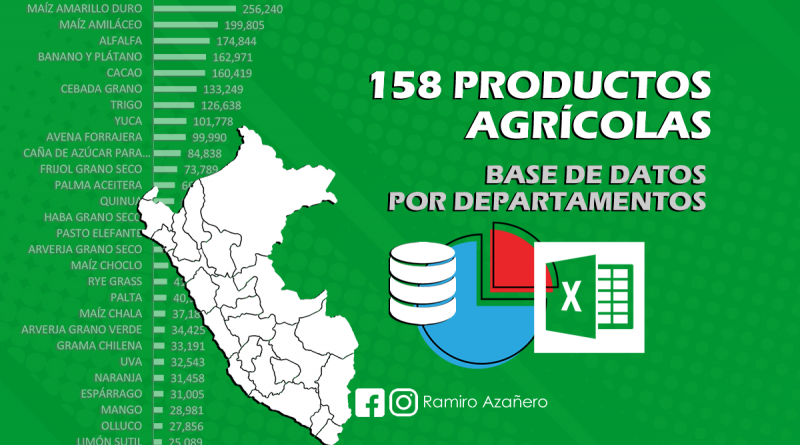 MAÍZ AMARILLO DURO 256,240
MAÍZ AMILÁCEO 199,805
ALFALFA 174,844
BANANO Y PLÁTANO 162,971
CACAO 160,419
CEBADA GRANO 133,249
TRIGO 126,638
YUCA 101,778
AVENA FORRAJERA 99,990
CAÑA DE AZÚCAR PARA... 84,838
FRIJOL GRANO SECO 73,789
PALMA ACEITERA
QUINUA
HABA GRANO SECO
PASTO ELEFANTE
ARVERJA GRANO SECO
MAÍZ CHOCLO
RYE GRASS
PALTA
MAÍZ CHALA
ARVERJA GRANO VERDE 34,425
GRAMA CHILENA 33,191
UVA 32,543
NARANJA 31,458
ESPÁRRAGO 31,005
MANGO 28,981
OLLUCO 27,856
LIMÓN SUTIL 25,089
158 PRODUCTOS
AGRÍCOLAS
BASE DE DATOS
POR DEPARTAMENTOS
X
Ramiro Azañero